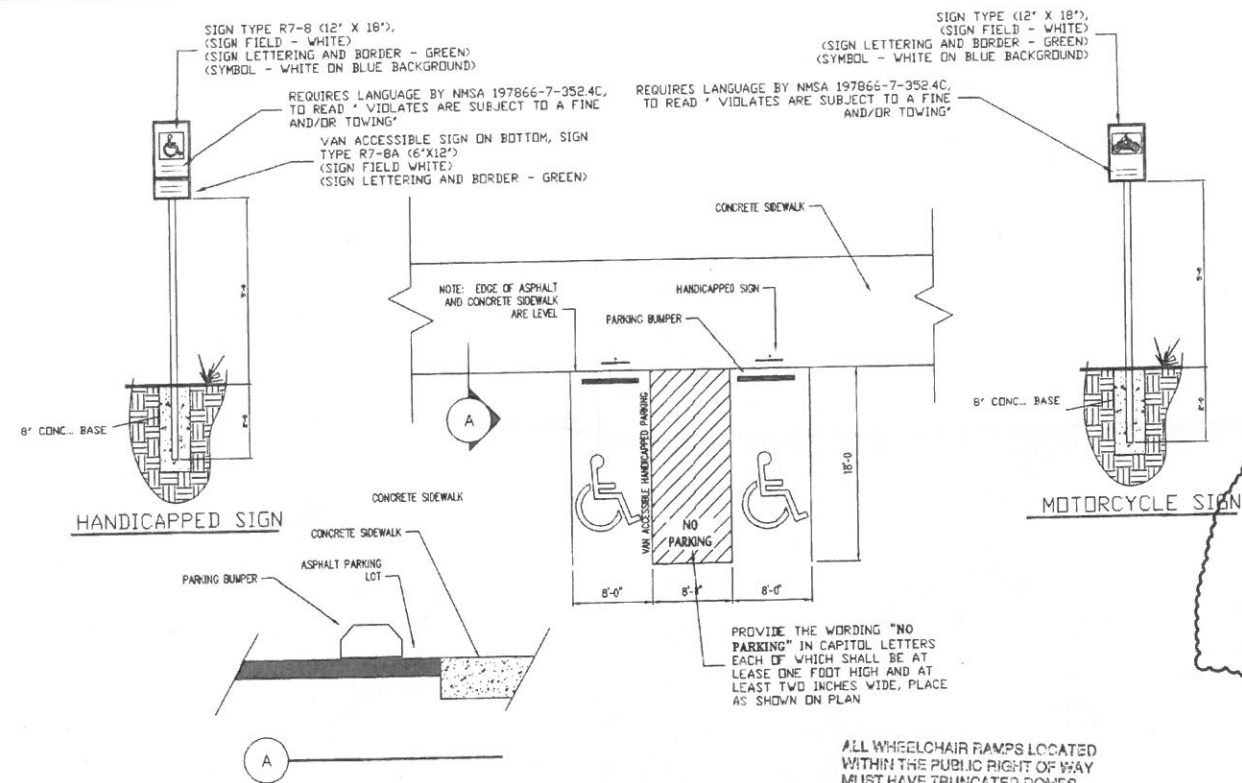 SIGN TYPE R7-8 (12" X 18"),
(SIGN FIELD - WHITE)
(SIGN LETTERING AND BORDER - GREEN)
(SYMBOL - WHITE ON BLUE BACKGROUND)
REQUIRES LANGUAGE BY NMSA 197866-7-352.4C,
TO READ " VIOLATES ARE SUBJECT TO A FINE
AND/OR TOWING"
VAN ACCESSIBLE SIGN ON BOTTOM, SIGN
TYPE R7-8A (6"X12")
(SIGN FIELD WHITE)
(SIGN LETTERING AND BORDER - GREEN)
8" CONC... BASE
HANDICAPPED SIGN
SIGN TYPE (12" X 18"),
(SIGN FIELD - WHITE)
(SIGN LETTERING AND BORDER - GREEN)
(SYMBOL - WHITE ON BLUE BACKGROUND)
REQUIRES LANGUAGE BY NMSA 197866-7-352.4C,
TO READ " VIOLATES ARE SUBJECT TO A FINE
AND/OR TOWING"
8" CONC... BASE
MOTORCYCLE SIGN
CONCRETE SIDEWALK
NOTE: EDGE OF ASPHALT
AND CONCRETE SIDEWALK
ARE LEVEL
HANDICAPPED SIGN
PARKING BUMPER
A
VAN ACCESSIBLE HANDICAPPED PARKING
NO
PARKING
18'-0
8'-0"
8'-0"
8'-0"
PROVIDE THE WORDING "NO
PARKING" IN CAPITOL LETTERS
EACH OF WHICH SHALL BE AT
LEASE ONE FOOT HIGH AND AT
LEAST TWO INCHES WIDE, PLACE
AS SHOWN ON PLAN
CONCRETE SIDEWALK
CONCRETE SIDEWALK
ASPHALT PARKING
LOT
PARKING BUMPER
A
ALL WHEELCHAIR RAMPS LOCATED
WITHIN THE PUBLIC RIGHT OF WAY
MUST HAVE TRUNCATED DOMES